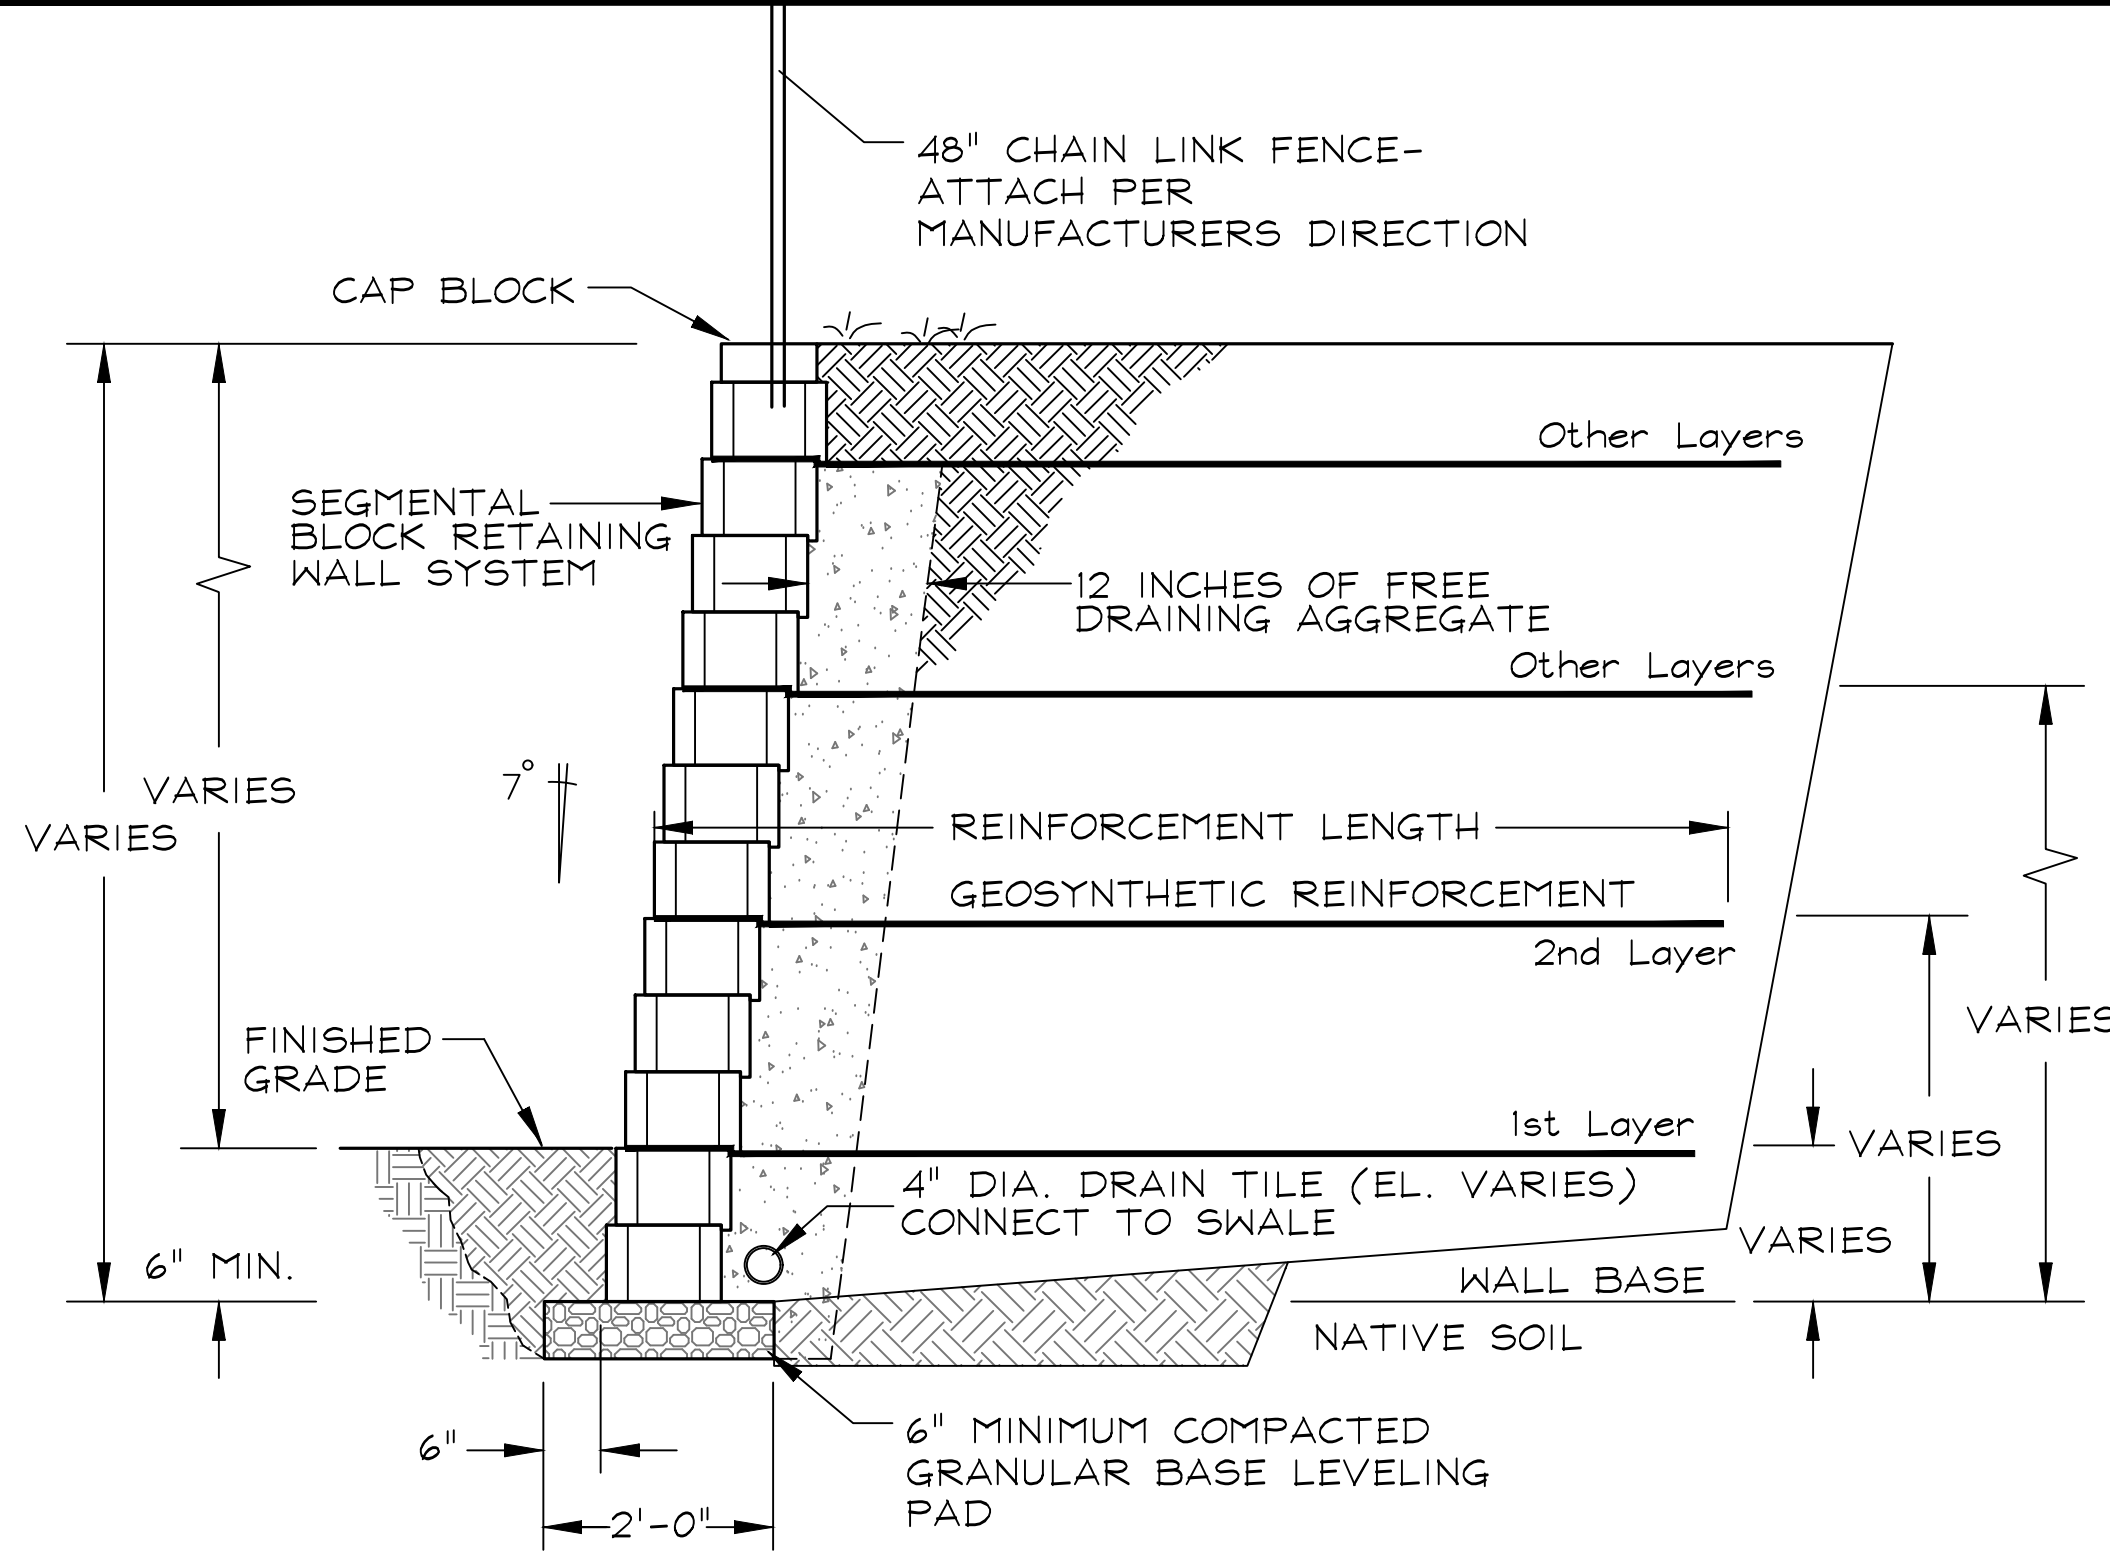 48" CHAIN LINK FENCE-
ATTACH PER
MANUFACTURERS DIRECTION
CAP BLOCK
Other Layers
SEGMENTAL
BLOCK RETAINING
WALL SYSTEM
12 INCHES OF FREE
DRAINING AGGREGATE
Other Layers
7°
VARIES
VARIES
REINFORCEMENT LENGTH
GEOSYNTHETIC REINFORCEMENT
2nd Layer
VARIES
FINISHED
GRADE
1st Layer
VARIES
4" DIA. DRAIN TILE (EL. VARIES)
CONNECT TO SWALE
VARIES
6" MIN.
WALL BASE
NATIVE SOIL
6" MINIMUM COMPACTED
GRANULAR BASE LEVELING
PAD
6"
2'-0"